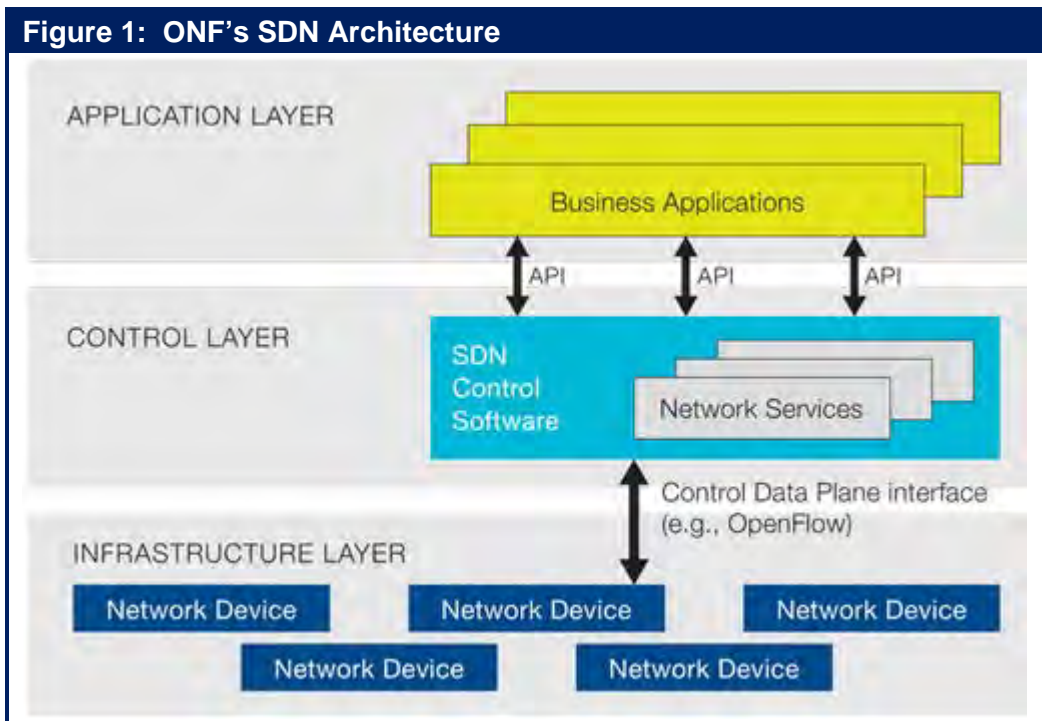 Figure 1: ONF's SDN Architecture
APPLICATION LAYER
Business Applications
API
API
API
CONTROL LAYER
SDN
Control
Software
Network Services
Control Data Plane interface
(e.g., OpenFlow)
INFRASTRUCTURE LAYER
Network Device
Network Device
Network Device
Network Device
Network Device